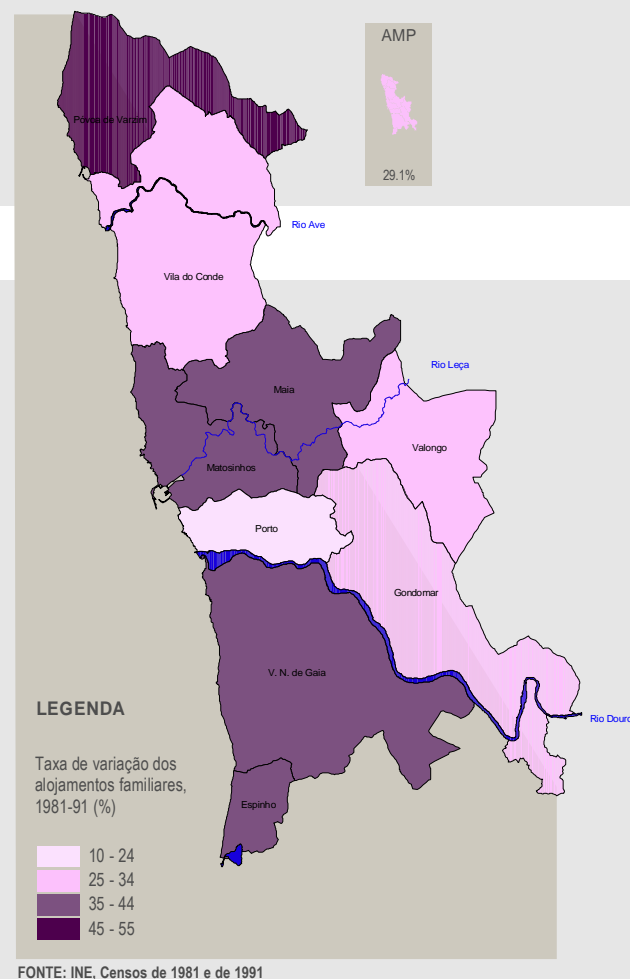 AMP
Póvoa de Varzim
29.1%
Rio Ave
Vila do Conde
Rio Leça
Maia
Valongo
Matosinhos
Porto
Gondomar
V. N. de Gaia
LEGENDA
Rio Douro
Taxa de variação dos
alojamentos familiares,
1981-91 (%)
Espinho
10 - 24
25 - 34
35 - 44
45 - 55
FONTE: INE, Censos de 1981 e de 1991